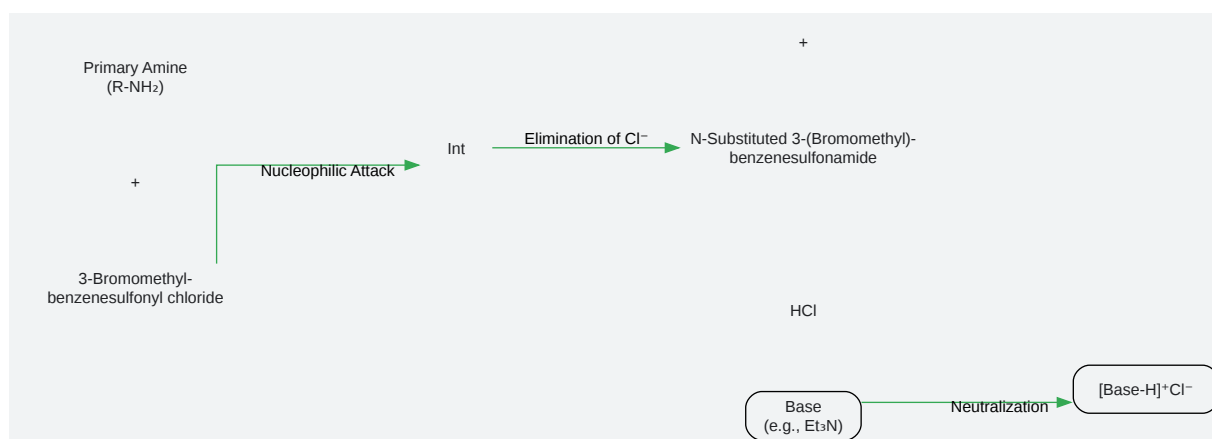 Primary Amine
(R-NH₂)
+
3-Bromomethyl-
benzenesulfonyl chloride
Nucleophilic Attack
Int
Elimination of Cl⁻
+
N-Substituted 3-(Bromomethyl)-
benzenesulfonamide
HCl
Base
(e.g., Et₃N)
Neutralization
[Base-H]⁺Cl⁻